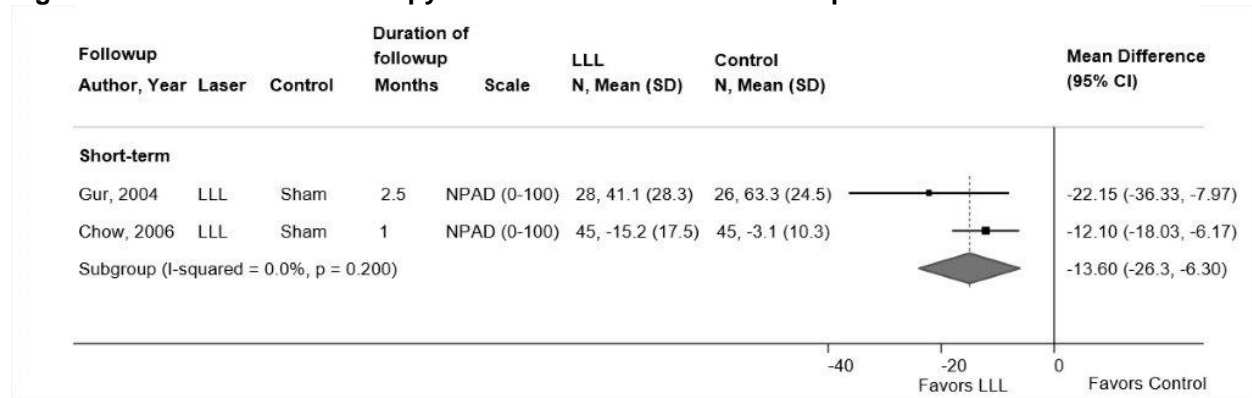 Duration of
Followup followup LLL Control Mean Difference
Author, Year Laser Control Months Scale N, Mean (SD) N, Mean (SD) (95% CI)
Short-term
Gur, 2004 LLL Sham 2.5 NPAD (0-100) 28, 41.1 (28.3) 26, 63.3 (24.5) -22.15 (-36.33, -7.97)
Chow, 2006 LLL Sham 1 NPAD (0-100) 45, -15.2 (17.5) 45, -3.1 (10.3) -12.10 (-18.03, -6.17)
Subgroup (I-squared = 0.0%, p = 0.200) -13.60 (-26.3, -6.30)
-40 -20 0
Favors LLL Favors Control